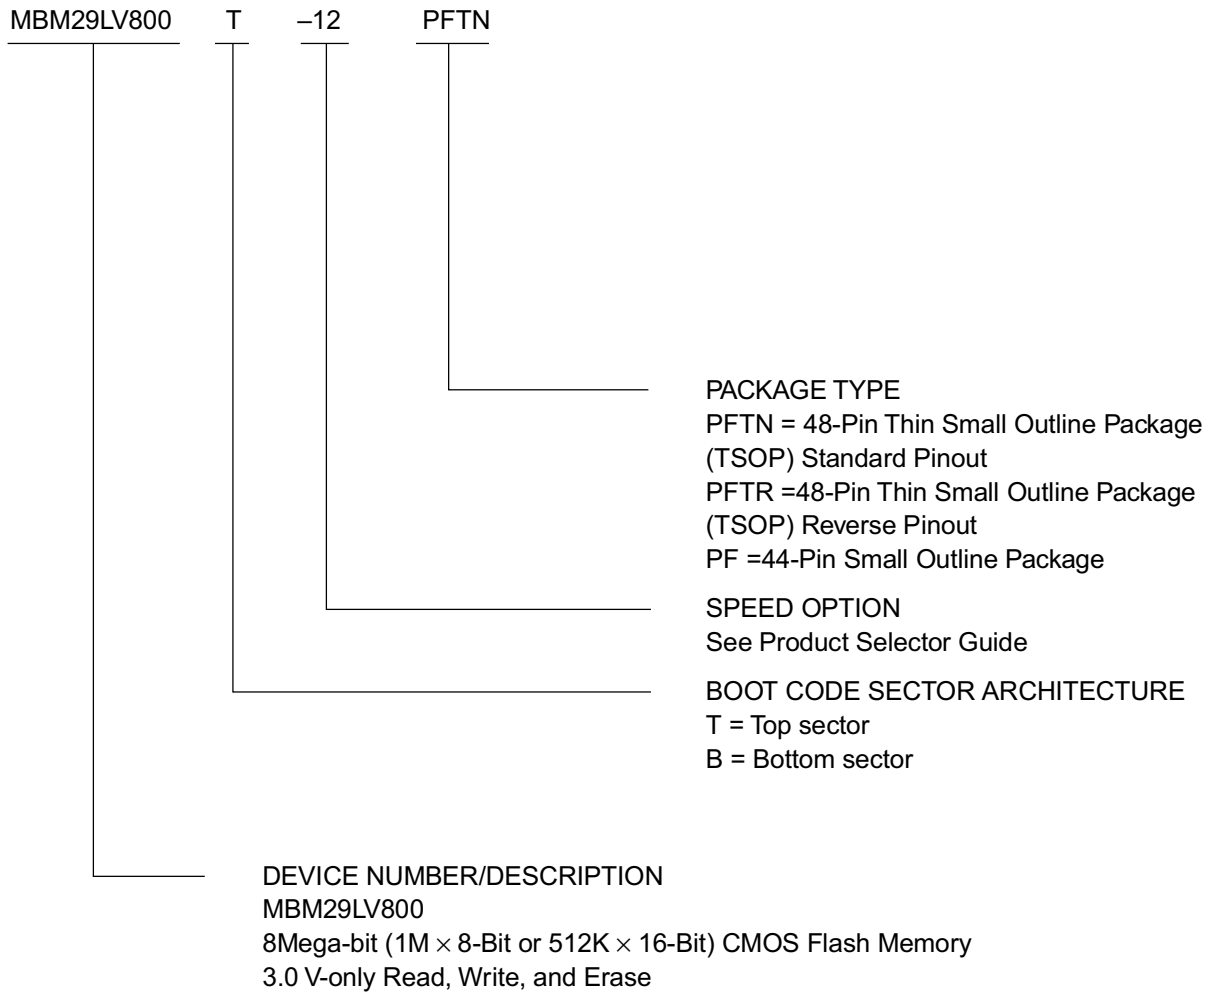 MBM29LV800 T –12 PFTN
PACKAGE TYPE
PFTN = 48-Pin Thin Small Outline Package
(TSOP) Standard Pinout
PFTR =48-Pin Thin Small Outline Package
(TSOP) Reverse Pinout
PF =44-Pin Small Outline Package
SPEED OPTION
See Product Selector Guide
BOOT CODE SECTOR ARCHITECTURE
T = Top sector
B = Bottom sector
DEVICE NUMBER/DESCRIPTION
MBM29LV800
8Mega-bit (1M × 8-Bit or 512K × 16-Bit) CMOS Flash Memory
3.0 V-only Read, Write, and Erase